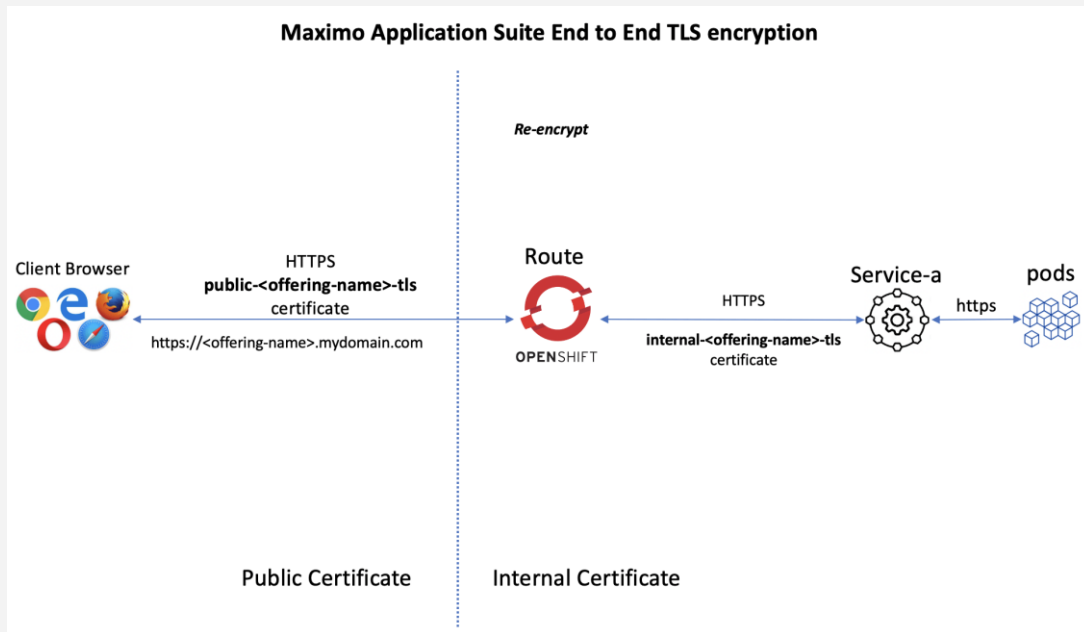 Maximo Application Suite End to End TLS encryption
Re-encrypt
Client Browser
HTTPS
public-<offering-name>-tls
certificate
https://<offering-name>.mydomain.com
Route
OPENSHIFT
HTTPS
internal-<offering-name>-tls
certificate
Service-a
https
pods
Public Certificate
Internal Certificate